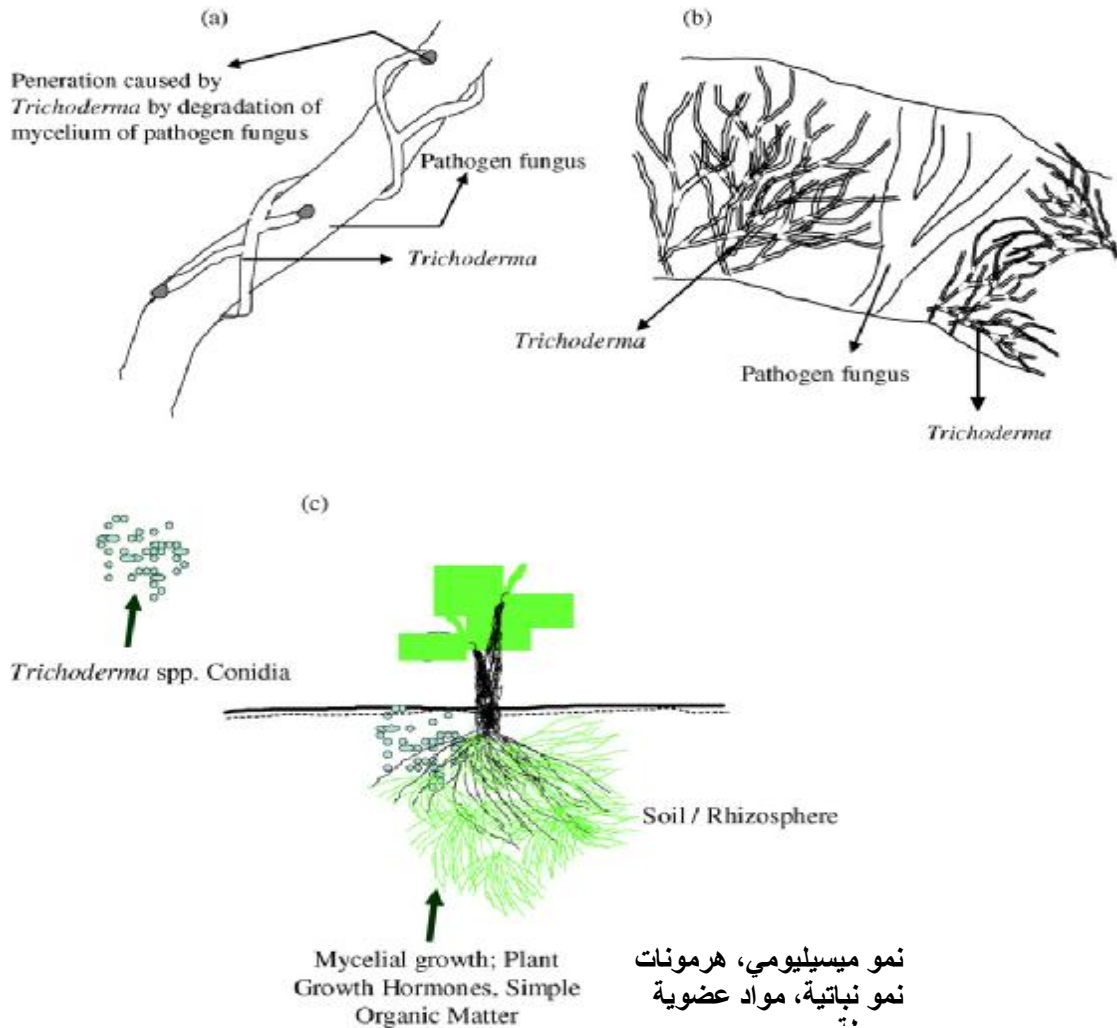 (a)
Peneration caused by
Trichoderma by degradation of
mycelium of pathogen fungus
Pathogen fungus
Trichoderma
(b)
Trichoderma
Pathogen fungus
Trichoderma
(c)
Trichoderma spp. Conidia
Soil / Rhizosphere
Mycelial growth; Plant
Growth Hormones, Simple
Organic Matter
نمو ميسيليومي، هرمونات
نمو نباتية، مواد عضوية